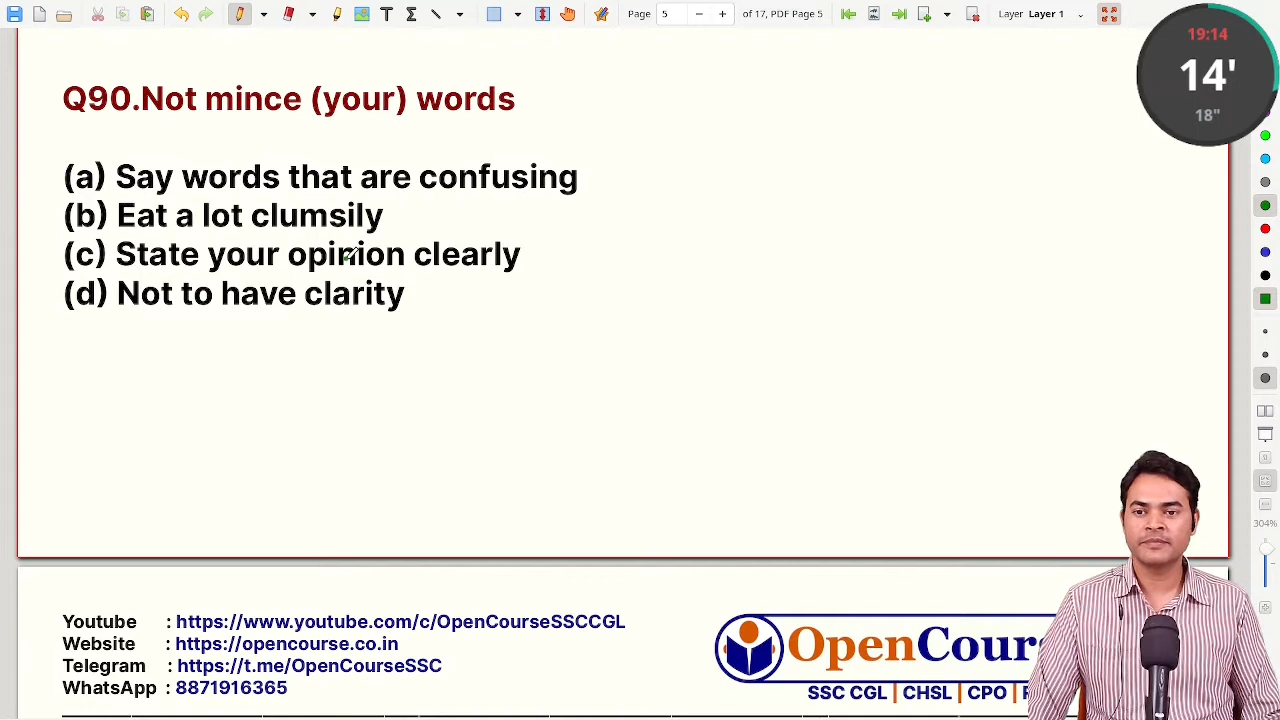 Page 5 of 17. PDF Page 5
Layer Layer 1
19:14
14'
18"
Q90.Not mince (your) words
(a) Say words that are confusing
(b) Eat a lot clumsily
(c) State your opinion clearly
(d) Not to have clarity
304%
Youtube : https://www.youtube.com/c/OpenCourseSSCCGL
Website : https://opencourse.co.in
Telegram : https://t.me/OpenCourseSSC
WhatsApp : 8871916365
OpenCour
SSC CGL | CHSL | CPO |